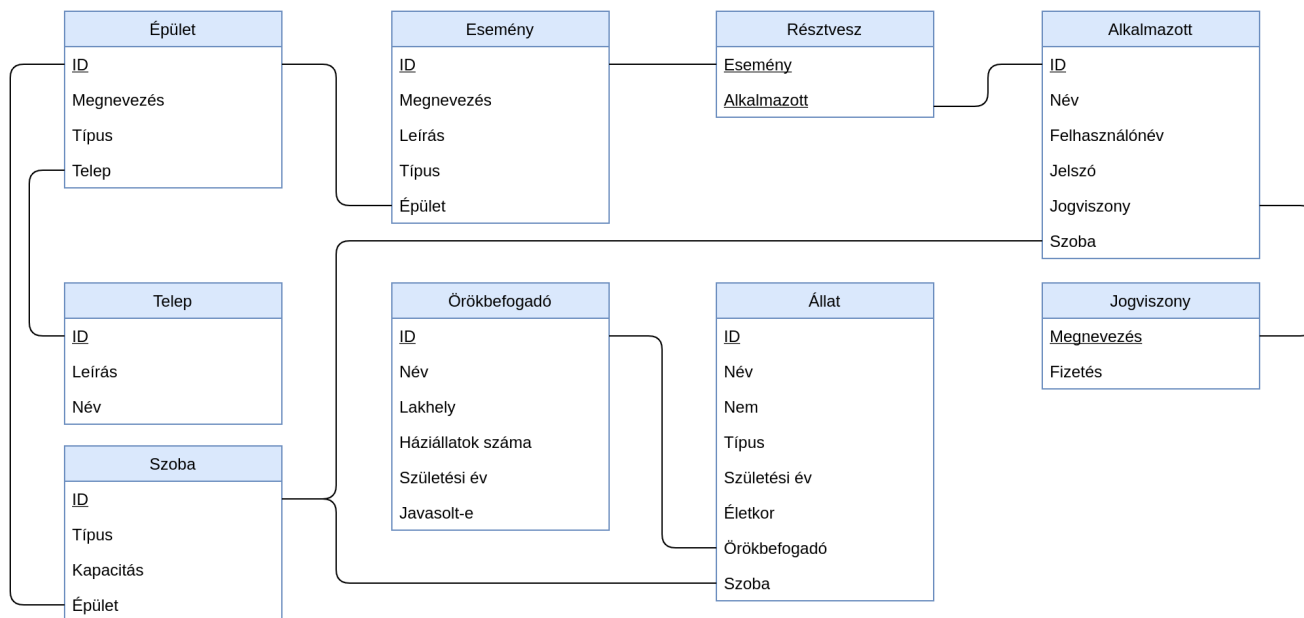 Épület
ID
Megnevezés
Típus
Telep
Esemény
ID
Megnevezés
Leírás
Típus
Épület
Résztvesz
Esemény
Alkalmazott
Alkalmazott
ID
Név
Felhasználónév
Jelszó
Jogviszony
Szoba
Telep
ID
Leírás
Név
Örökbefogadó
ID
Név
Lakhely
Háziállatok száma
Születési év
Javasolt-e
Állat
ID
Név
Nem
Típus
Születési év
Életkor
Örökbefogadó
Szoba
Jogviszony
Megnevezés
Fizetés
Szoba
ID
Típus
Kapacitás
Épület